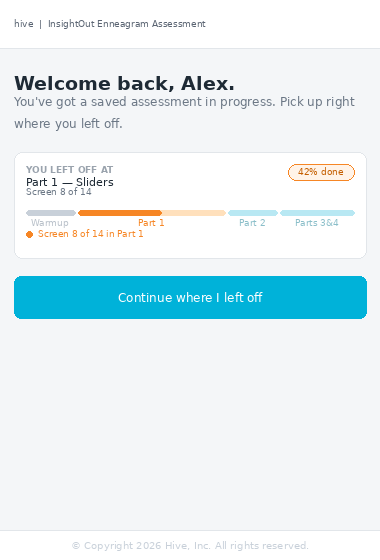 hive | InsightOut Enneagram Assessment
Welcome back, Alex.
You've got a saved assessment in progress. Pick up right
where you left off.
YOU LEFT OFF AT
42% done
Part 1 — Sliders
Screen 8 of 14
Warmup Part 1 Part 2 Parts 3&4
Screen 8 of 14 in Part 1
Continue where I left off
© Copyright 2026 Hive, Inc. All rights reserved.